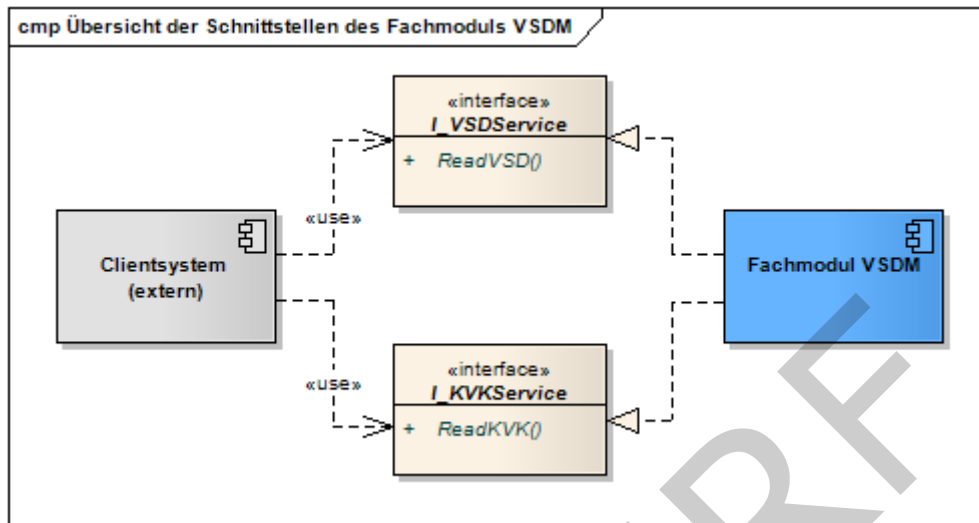 cmp Übersicht der Schnittstellen des Fachmoduls VSDM
«interface»
I_VSDService
+ ReadVSD()
«use»
Clientsystem
(extern)
Fachmodul VSDM
«use»
«interface»
I_KVKService
+ ReadKVK()
RF